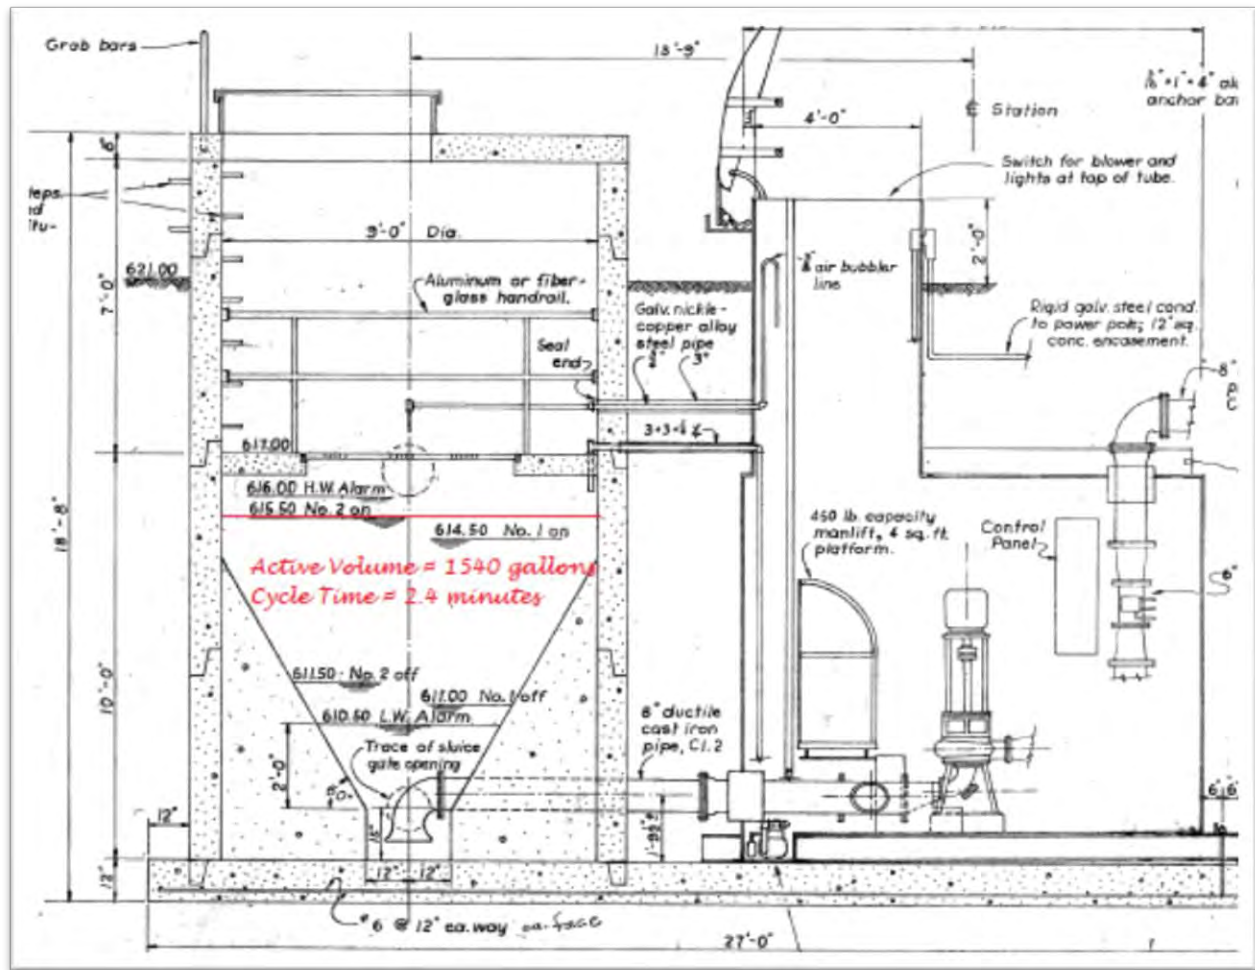 Grab bars
18'-9"
anchor
Station
4'-0"
Switch for blower and
lights at top of tube.
6"
9'-0" Dia.
2'-0"
621.00
air bubbler
line
Aluminum or fiber-
glass handrail.
7'-0"
Galv. nickle-
copper alloy
steel pipe
3"
Rigid galv. steel cond.
to power pole; 12" sq.
conc. encasement.
Seal
end
8"
617.00
616.00 H.W. Alarm
615.50 No. 2 on
614.50 No. 1 on
18'-8"
450 lb. capacity
manlift, 4 sq. ft.
platform.
Control
Panel
Active Volume = 1540 gallons
Cycle Time = 2.4 minutes
611.50 No. 2 off
611.00 No. 1 off
610.50 L.W. Alarm
10'-0"
8" ductile
cast iron
pipe, Cl. 2
Trace of sluice
gate opening
2'-0"
60°
12"
15"
12"
12" 12"
#6 @ 12" ea. way ea. face
27'-0"